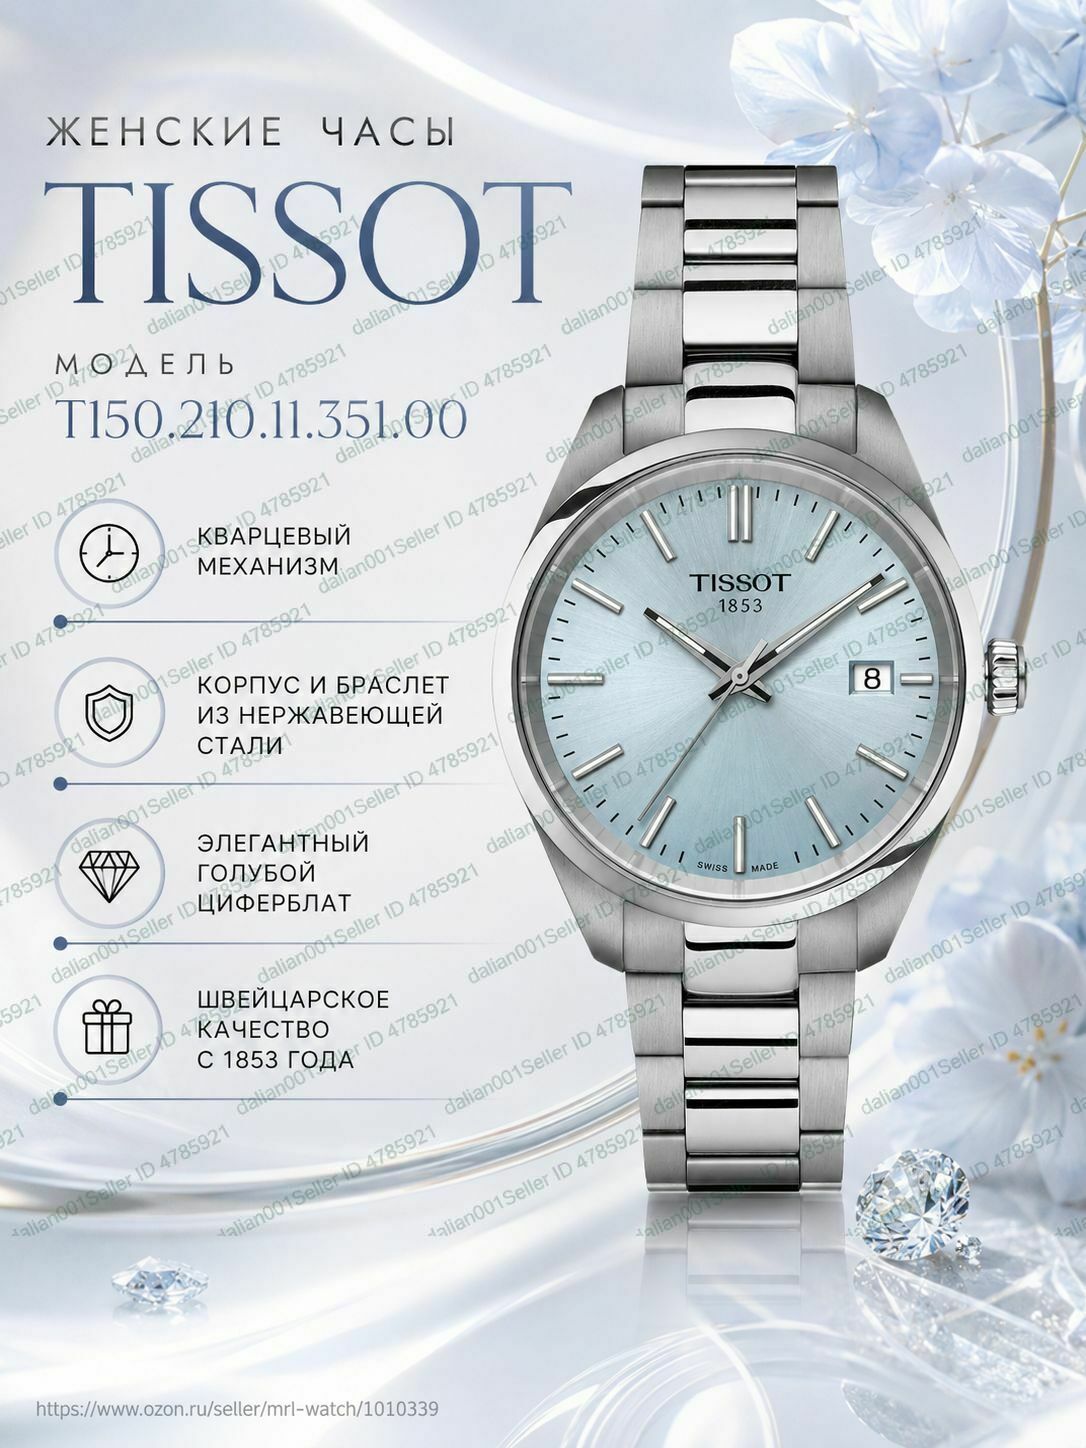 ЖЕНСКИЕ ЧАСЫ
TISSOT
МОДЕЛЬ
T150.210.11.351.00
КВАРЦЕВЫЙ
МЕХАНИЗМ
КОРПУС И БРАСЛЕТ
ИЗ НЕРЖАВЕЮЩЕЙ
СТАЛИ
ЭЛЕГАНТНЫЙ
ГОЛУБОЙ
ЦИФЕРБЛАТ
ШВЕЙЦАРСКОЕ
КАЧЕСТВО
С 1853 ГОДА
TISSOT
1853
8
SWISS MADE
dalian001Seller ID 4785921
https://www.ozon.ru/seller/mrl-watch/1010339